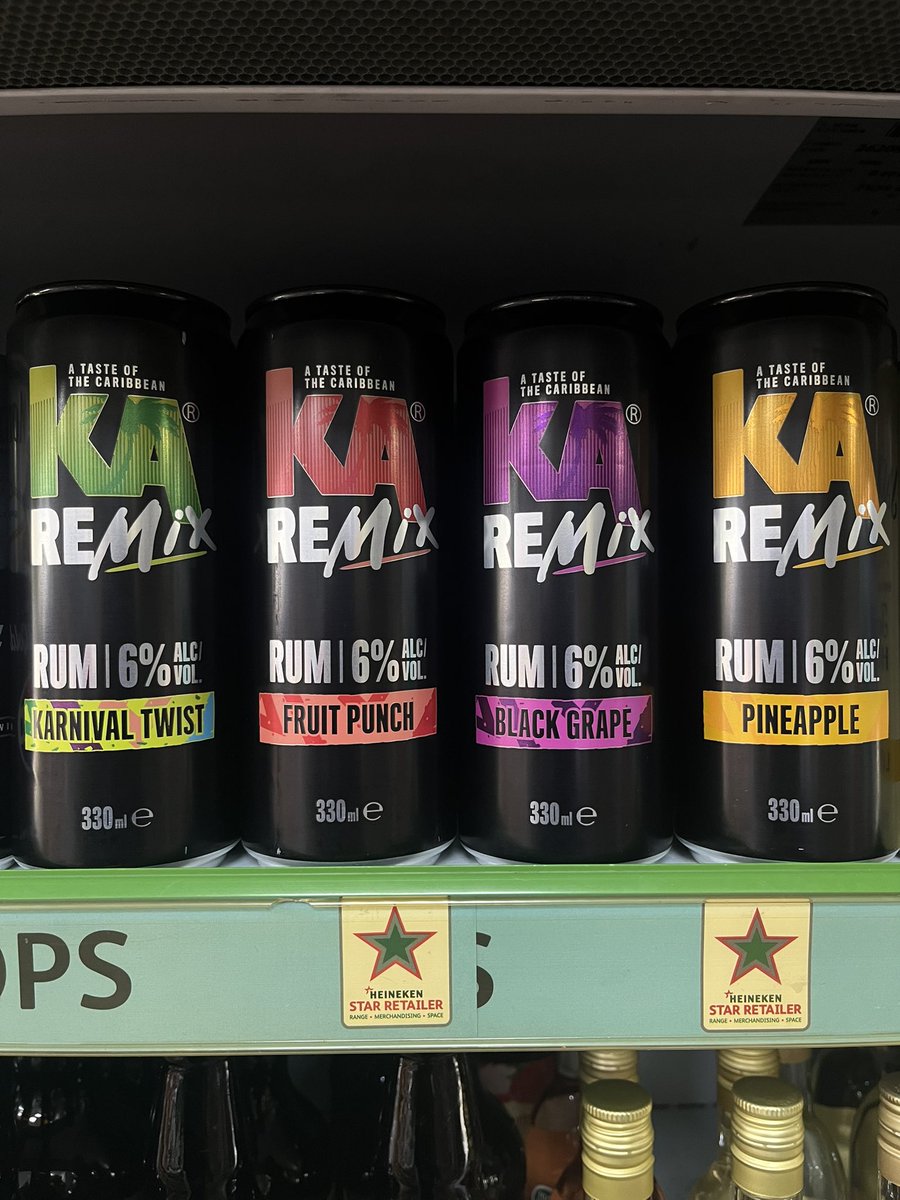 A TASTE OF
THE CARIBBEAN
KA®
REMix
RUM | 6% ALC/
VOL.
KARNIVAL TWIST
330ml e
A TASTE OF
THE CARIBBEAN
KA®
REMix
RUM | 6% ALC/
VOL.
FRUIT PUNCH
330ml e
A TASTE OF
THE CARIBBEAN
KA®
REMix
RUM | 6% ALC/
VOL.
BLACK GRAPE
330ml e
A TASTE OF
THE CARIBBEAN
KA®
REMix
RUM | 6% ALC/
VOL.
PINEAPPLE
330ml e
OPS
HEINEKEN
STAR RETAILER
RANGE • MERCHANDISING • SPACE
S
HEINEKEN
STAR RETAILER
RANGE • MERCHANDISING • SPACE